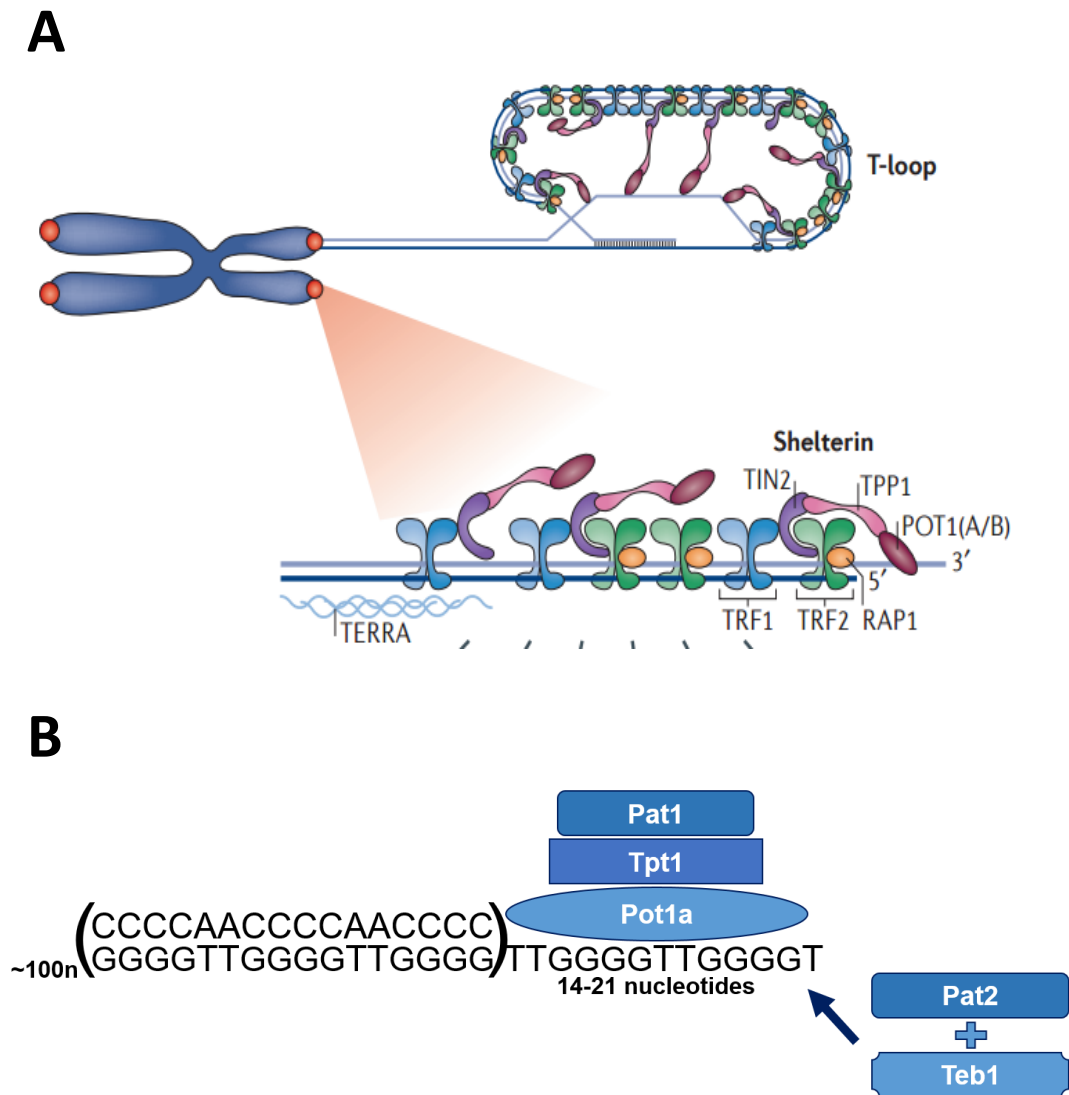 A
T-loop
Shelterin
TIN2
TPP1
POT1(A/B)
3′
5′
TRF1
TRF2
RAP1
TERRA
B
Pat1
Tpt1
Pot1a
(CCCCAACCCCAACCCC)
~100n(GGGGTTGGGGTTGGGG)TTGGGGTTGGGGT
14-21 nucleotides
Pat2
+
Teb1